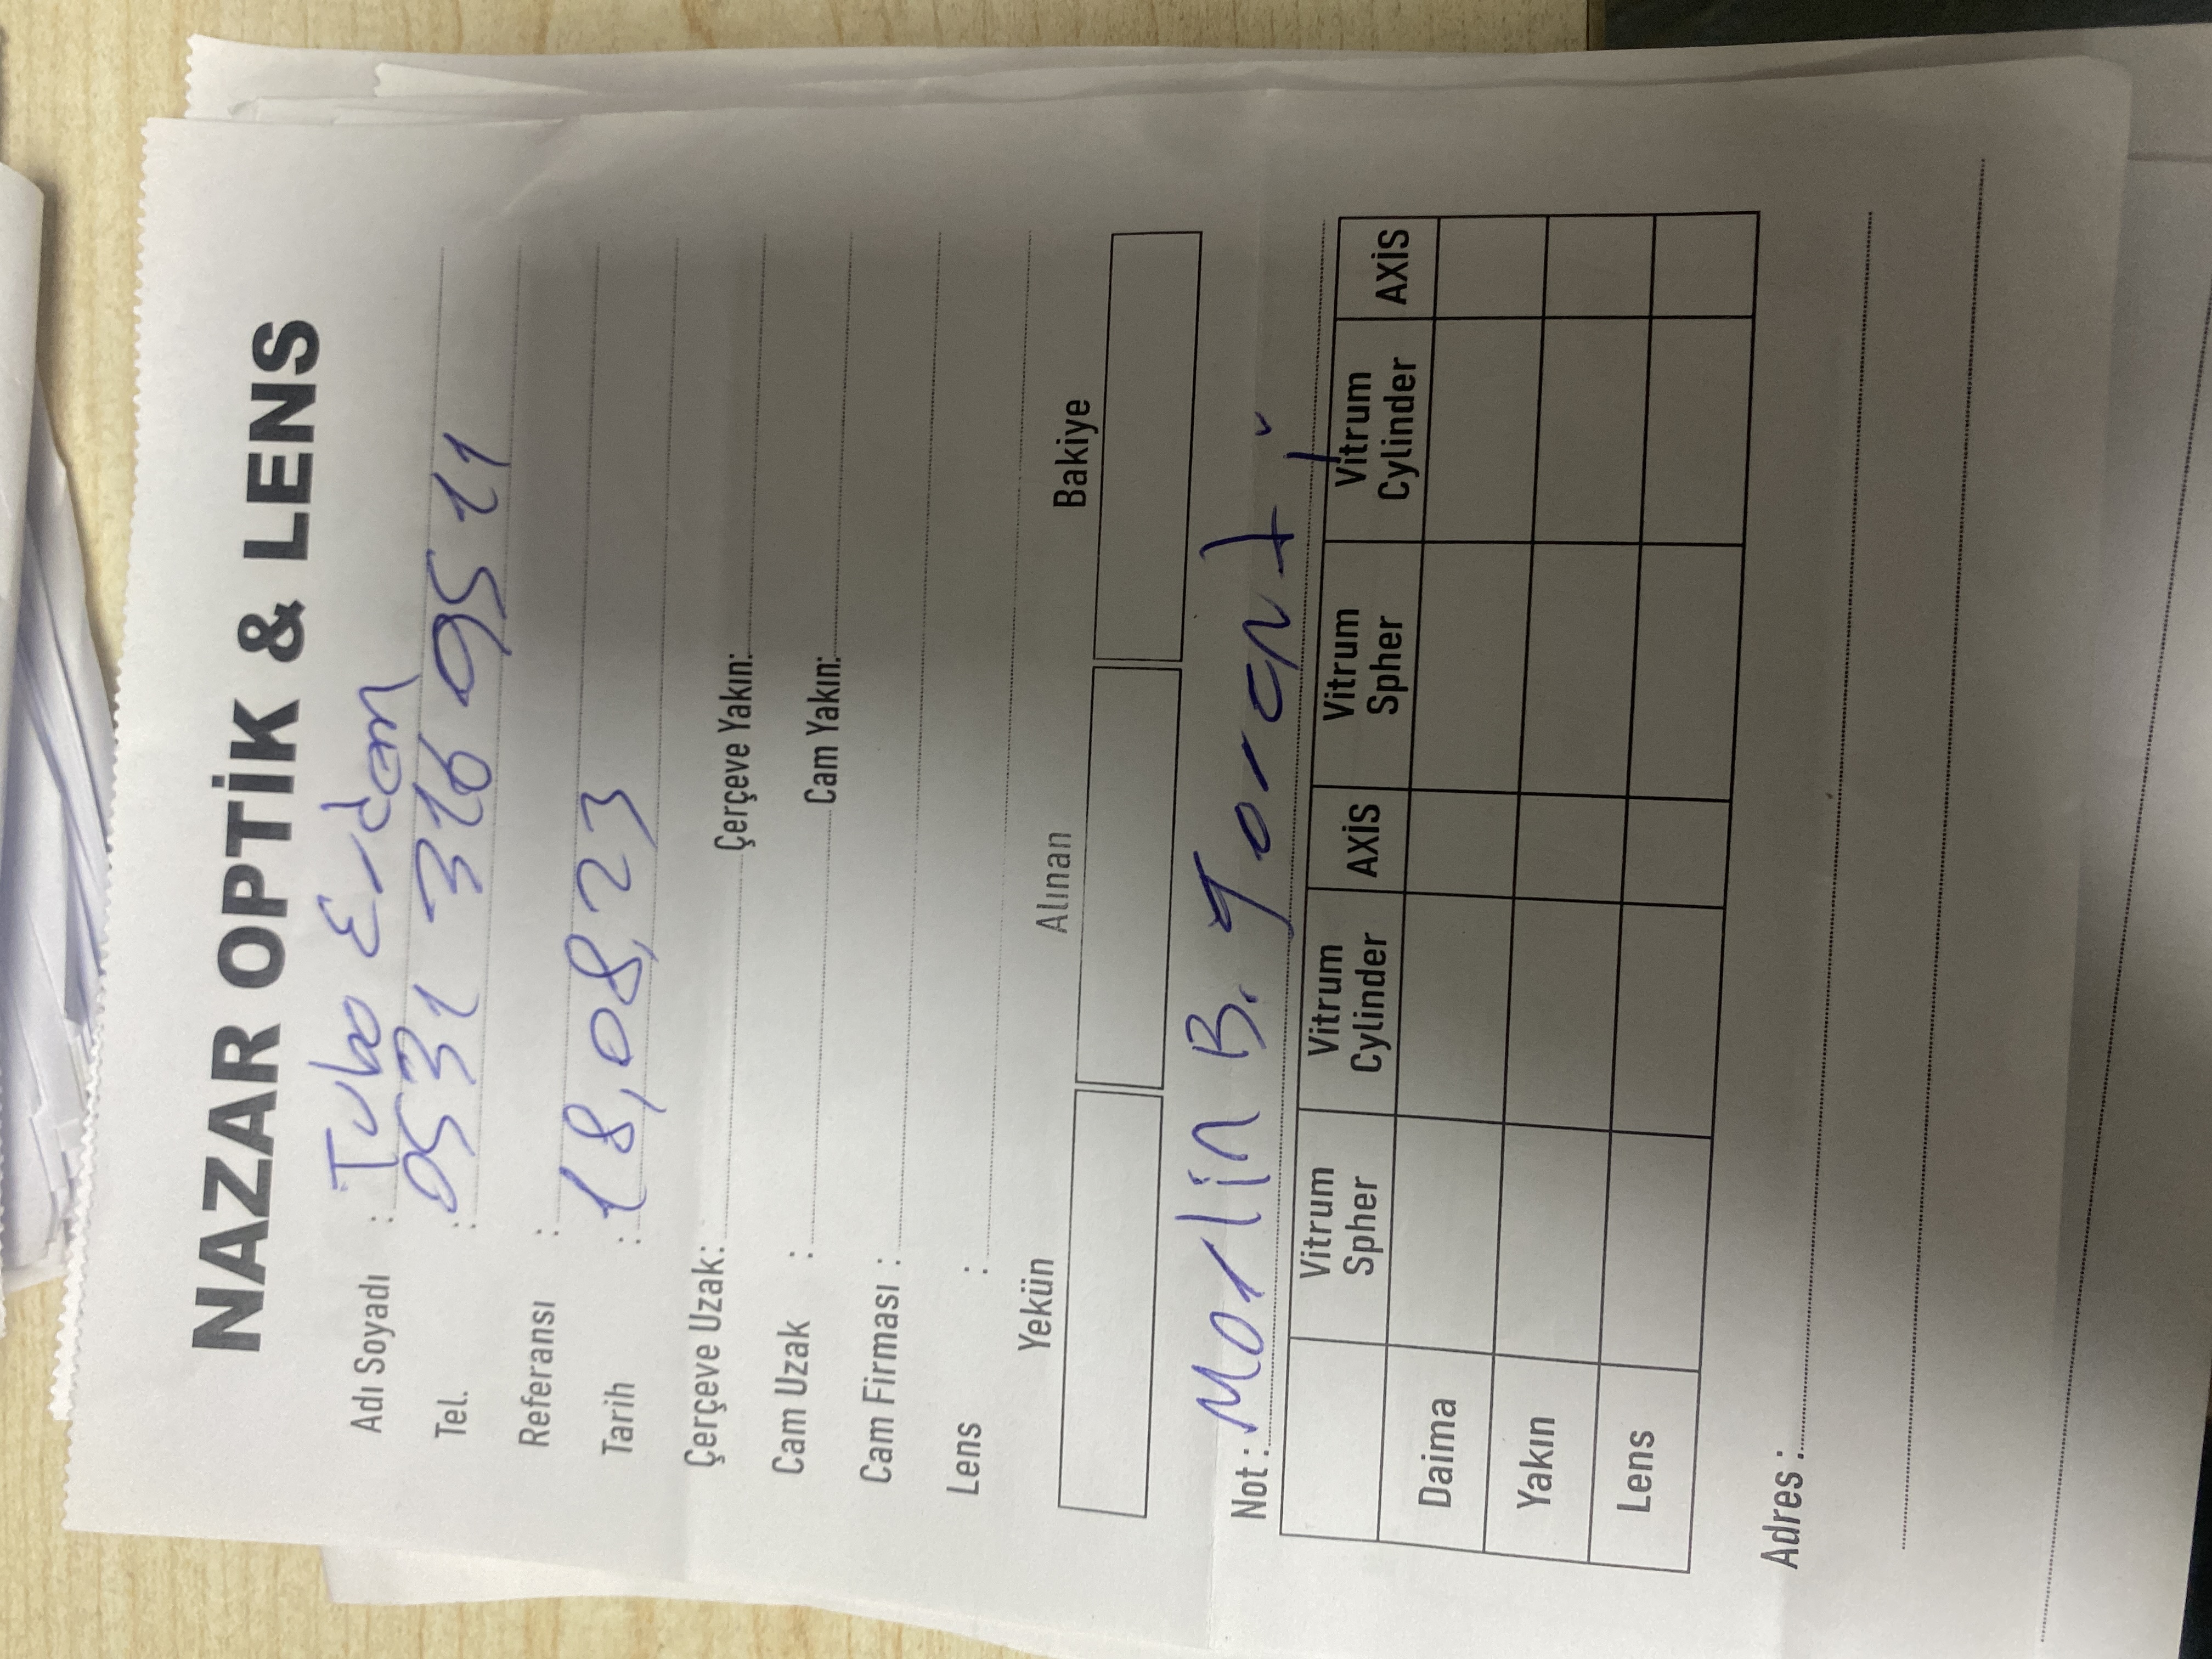 NAZAR OPTİK & LENS
Adı Soyadı : Tuba Erdem
Tel. : 0531 316 95 11
Referansı :
Tarih : 18,08,23
Çerçeve Uzak: Çerçeve Yakın:
Cam Uzak : Cam Yakın:
Cam Firması :
Lens :
Yekün Alınan Bakiye
Not : Marlin B. garanti
Vitrum Spher Vitrum Cylinder AXİS Vitrum Spher Vitrum Cylinder AXİS
Daima
Yakın
Lens
Adres :